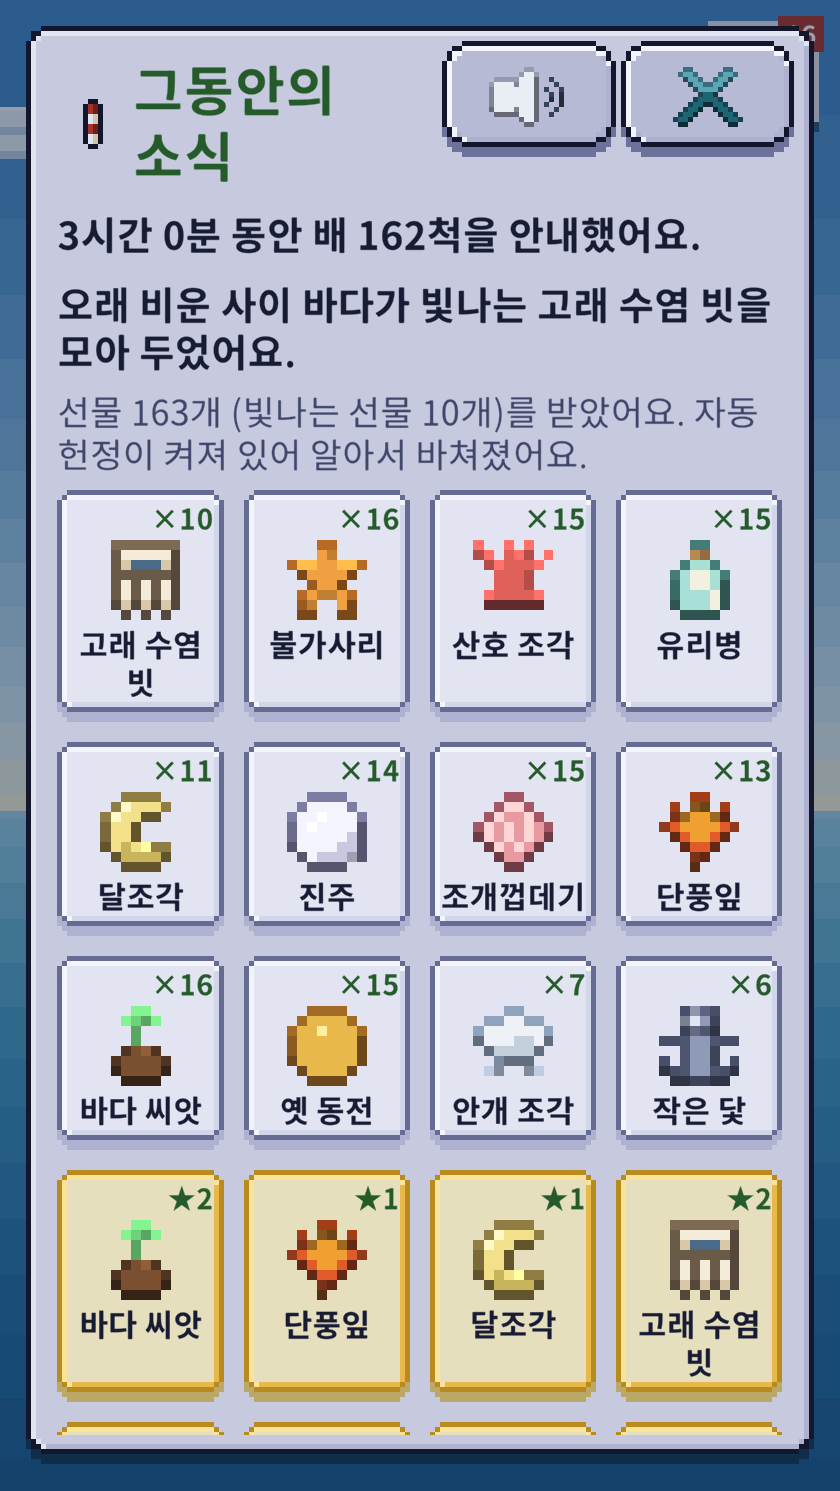 그동안의
소식
3시간 0분 동안 배 162척을 안내했어요.
오래 비운 사이 바다가 빛나는 고래 수염 빗을
모아 두었어요.
선물 163개 (빛나는 선물 10개)를 받았어요. 자동
헌정이 켜져 있어 알아서 바쳐졌어요.
×10 ×16 ×15 ×15
고래 수염 불가사리 산호 조각 유리병
빗
×11 ×14 ×15 ×13
달조각 진주 조개껍데기 단풍잎
×16 ×15 ×7 ×6
바다 씨앗 옛 동전 안개 조각 작은 닻
★2 ★1 ★1 ★2
바다 씨앗 단풍잎 달조각 고래 수염
빗